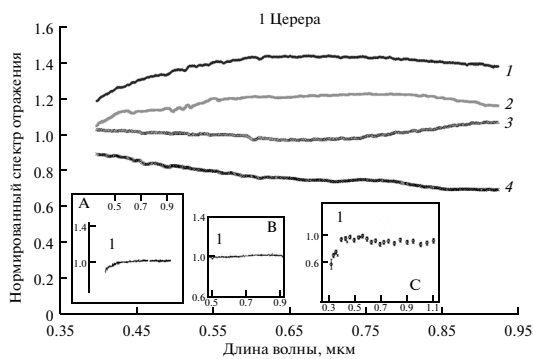 1 Церера
Нормированный спектр отражения
1.6
1.4
1.2
1.0
0.8
0.6
0.4
0.2
0
1
2
3
4
A
0.5 0.7 0.9
1.4
1.0
1
1.4
1.0
0.6
B
1
0.5 0.7 0.9
1
1.0
0.6
C
0.3 0.5 0.7 0.9 1.1
0.35 0.45 0.55 0.65 0.75 0.85 0.95
Длина волны, мкм